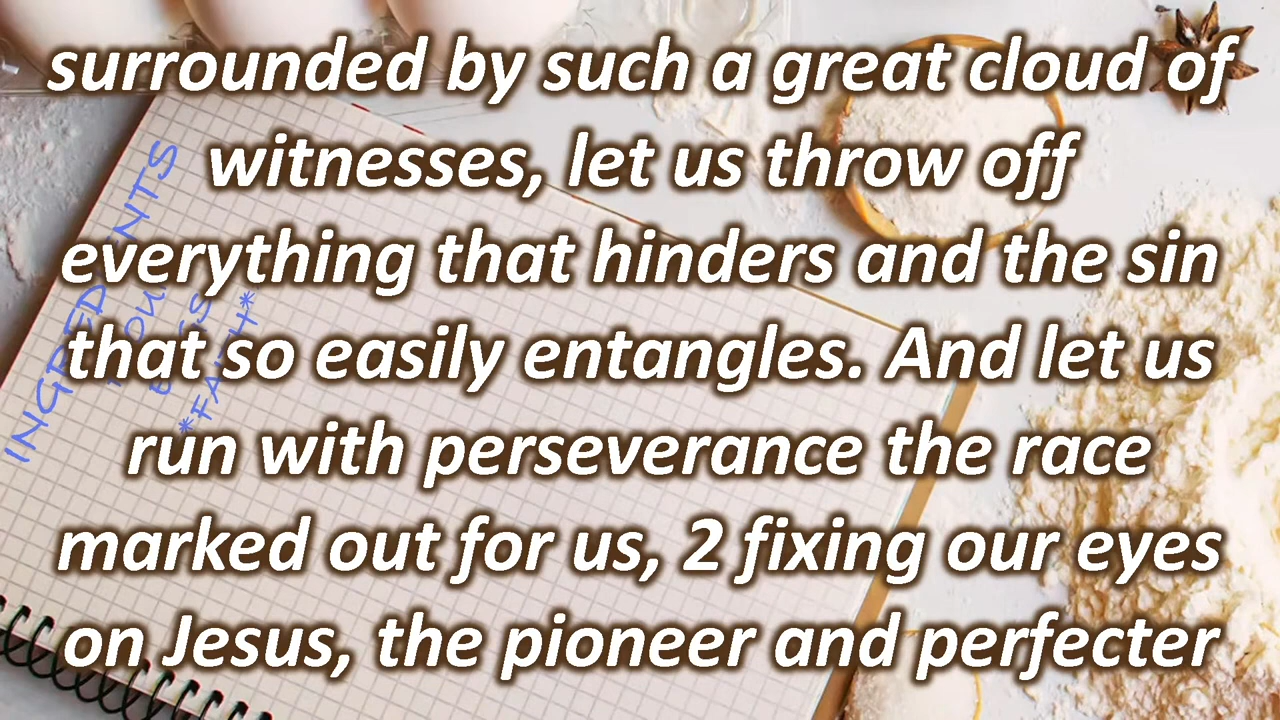 surrounded by such a great cloud of
witnesses, let us throw off
everything that hinders and the sin
that so easily entangles. And let us
run with perseverance the race
marked out for us, 2 fixing our eyes
on Jesus, the pioneer and perfecter
*FAITH*